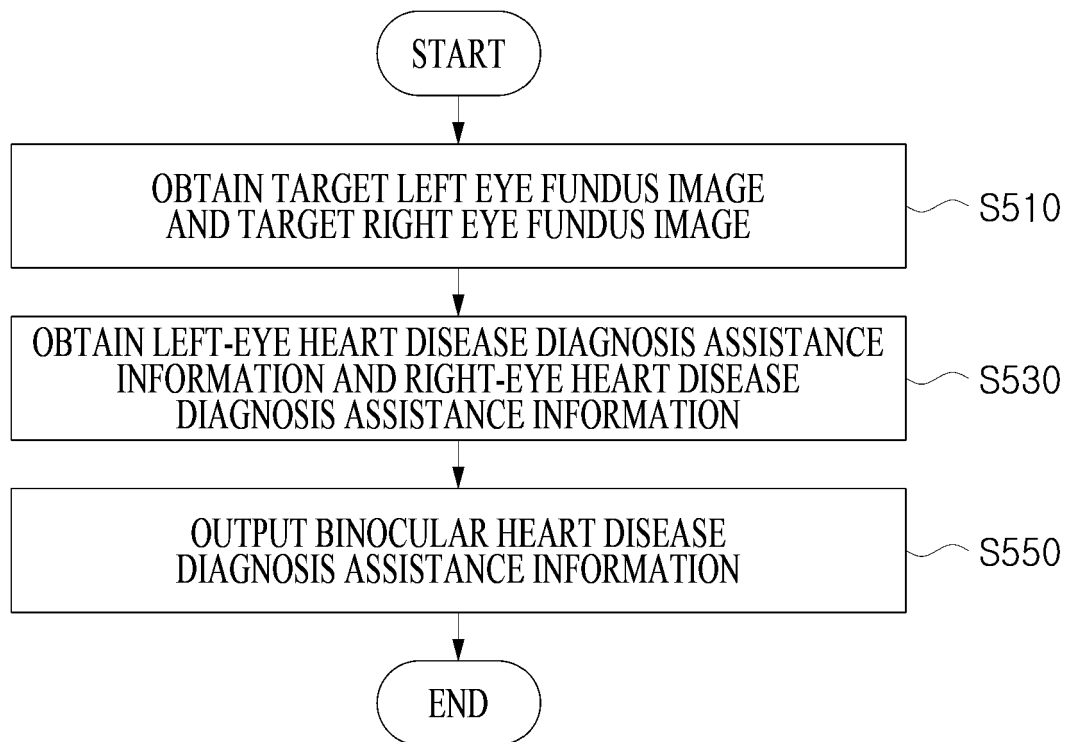 START
OBTAIN TARGET LEFT EYE FUNDUS IMAGE
AND TARGET RIGHT EYE FUNDUS IMAGE
S510
OBTAIN LEFT-EYE HEART DISEASE DIAGNOSIS ASSISTANCE
INFORMATION AND RIGHT-EYE HEART DISEASE
DIAGNOSIS ASSISTANCE INFORMATION
S530
OUTPUT BINOCULAR HEART DISEASE
DIAGNOSIS ASSISTANCE INFORMATION
S550
END